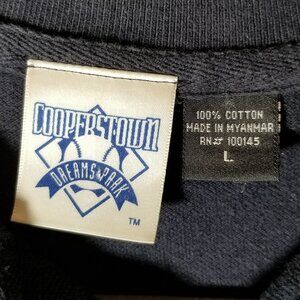 COOPERSTOWN
DREAMS PARK
TM
100% COTTON
MADE IN MYANMAR
RN# 100145
L